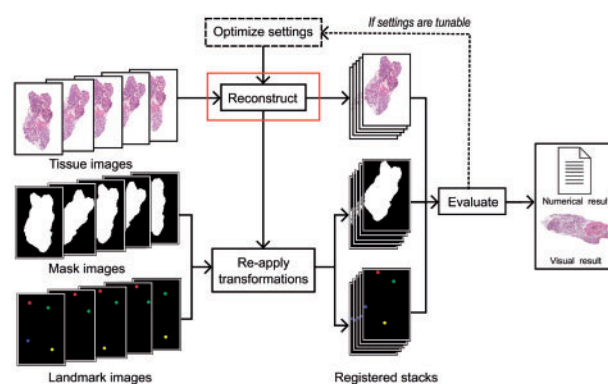 If settings are tunable
Optimize settings
Reconstruct
Tissue images
Evaluate
Numerical result
Visual result
Mask images
Re-apply
transformations
Landmark images
Registered stacks